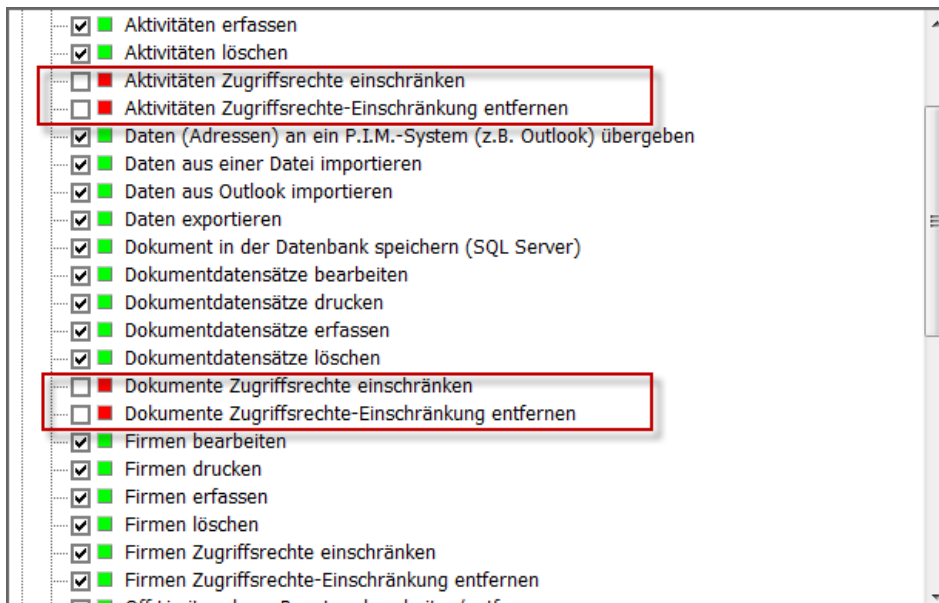 Aktivitäten erfassen
Aktivitäten löschen
Aktivitäten Zugriffsrechte einschränken
Aktivitäten Zugriffsrechte-Einschränkung entfernen
Daten (Adressen) an ein P.I.M.-System (z.B. Outlook) übergeben
Daten aus einer Datei importieren
Daten aus Outlook importieren
Daten exportieren
Dokument in der Datenbank speichern (SQL Server)
Dokumentdatensätze bearbeiten
Dokumentdatensätze drucken
Dokumentdatensätze erfassen
Dokumentdatensätze löschen
Dokumente Zugriffsrechte einschränken
Dokumente Zugriffsrechte-Einschränkung entfernen
Firmen bearbeiten
Firmen drucken
Firmen erfassen
Firmen löschen
Firmen Zugriffsrechte einschränken
Firmen Zugriffsrechte-Einschränkung entfernen